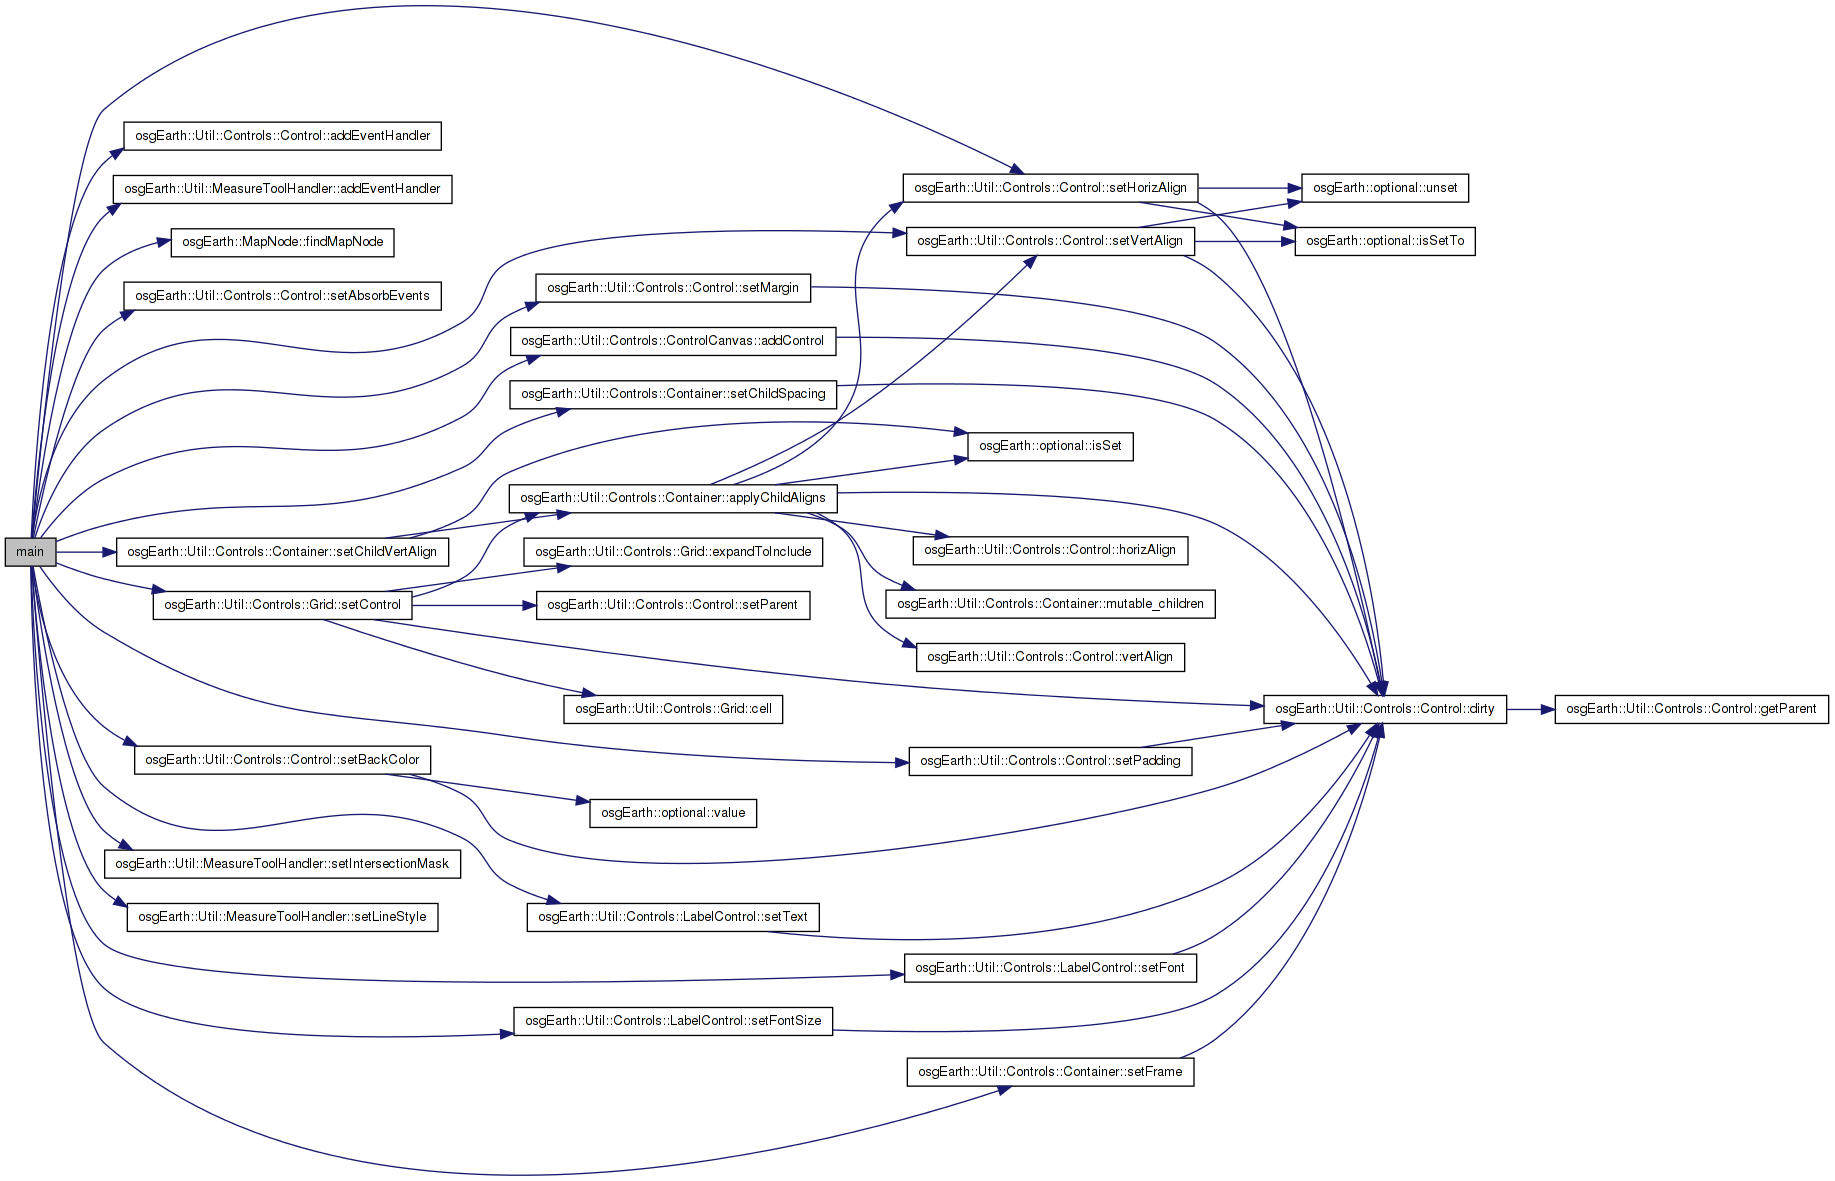 osgEarth::Util::Controls::Control::addEventHandler
osgEarth::Util::MeasureToolHandler::addEventHandler
osgEarth::Util::Controls::Control::setHorizAlign
osgEarth::optional::unset
osgEarth::MapNode::findMapNode
osgEarth::Util::Controls::Control::setVertAlign
osgEarth::optional::isSetTo
osgEarth::Util::Controls::Control::setAbsorbEvents
osgEarth::Util::Controls::Control::setMargin
osgEarth::Util::Controls::ControlCanvas::addControl
osgEarth::Util::Controls::Container::setChildSpacing
osgEarth::optional::isSet
osgEarth::Util::Controls::Container::applyChildAligns
main
osgEarth::Util::Controls::Container::setChildVertAlign
osgEarth::Util::Controls::Grid::expandToInclude
osgEarth::Util::Controls::Control::horizAlign
osgEarth::Util::Controls::Grid::setControl
osgEarth::Util::Controls::Control::setParent
osgEarth::Util::Controls::Container::mutable_children
osgEarth::Util::Controls::Control::vertAlign
osgEarth::Util::Controls::Grid::cell
osgEarth::Util::Controls::Control::dirty
osgEarth::Util::Controls::Control::getParent
osgEarth::Util::Controls::Control::setBackColor
osgEarth::Util::Controls::Control::setPadding
osgEarth::optional::value
osgEarth::Util::MeasureToolHandler::setIntersectionMask
osgEarth::Util::MeasureToolHandler::setLineStyle
osgEarth::Util::Controls::LabelControl::setText
osgEarth::Util::Controls::LabelControl::setFont
osgEarth::Util::Controls::LabelControl::setFontSize
osgEarth::Util::Controls::Container::setFrame